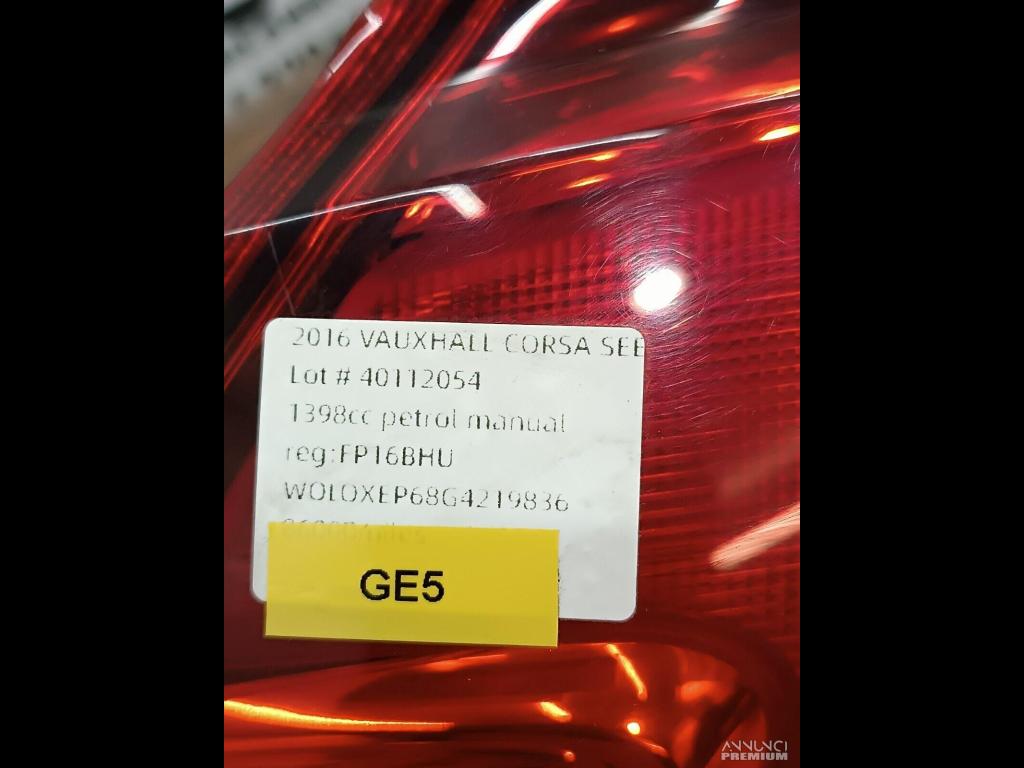 2016 VAUXHALL CORSA SEE
Lot # 40112054
1398cc petrol manual
reg:FP16BHU
WOLOXEP68G4219836
GE5
ANNUNCI
PREMIUM